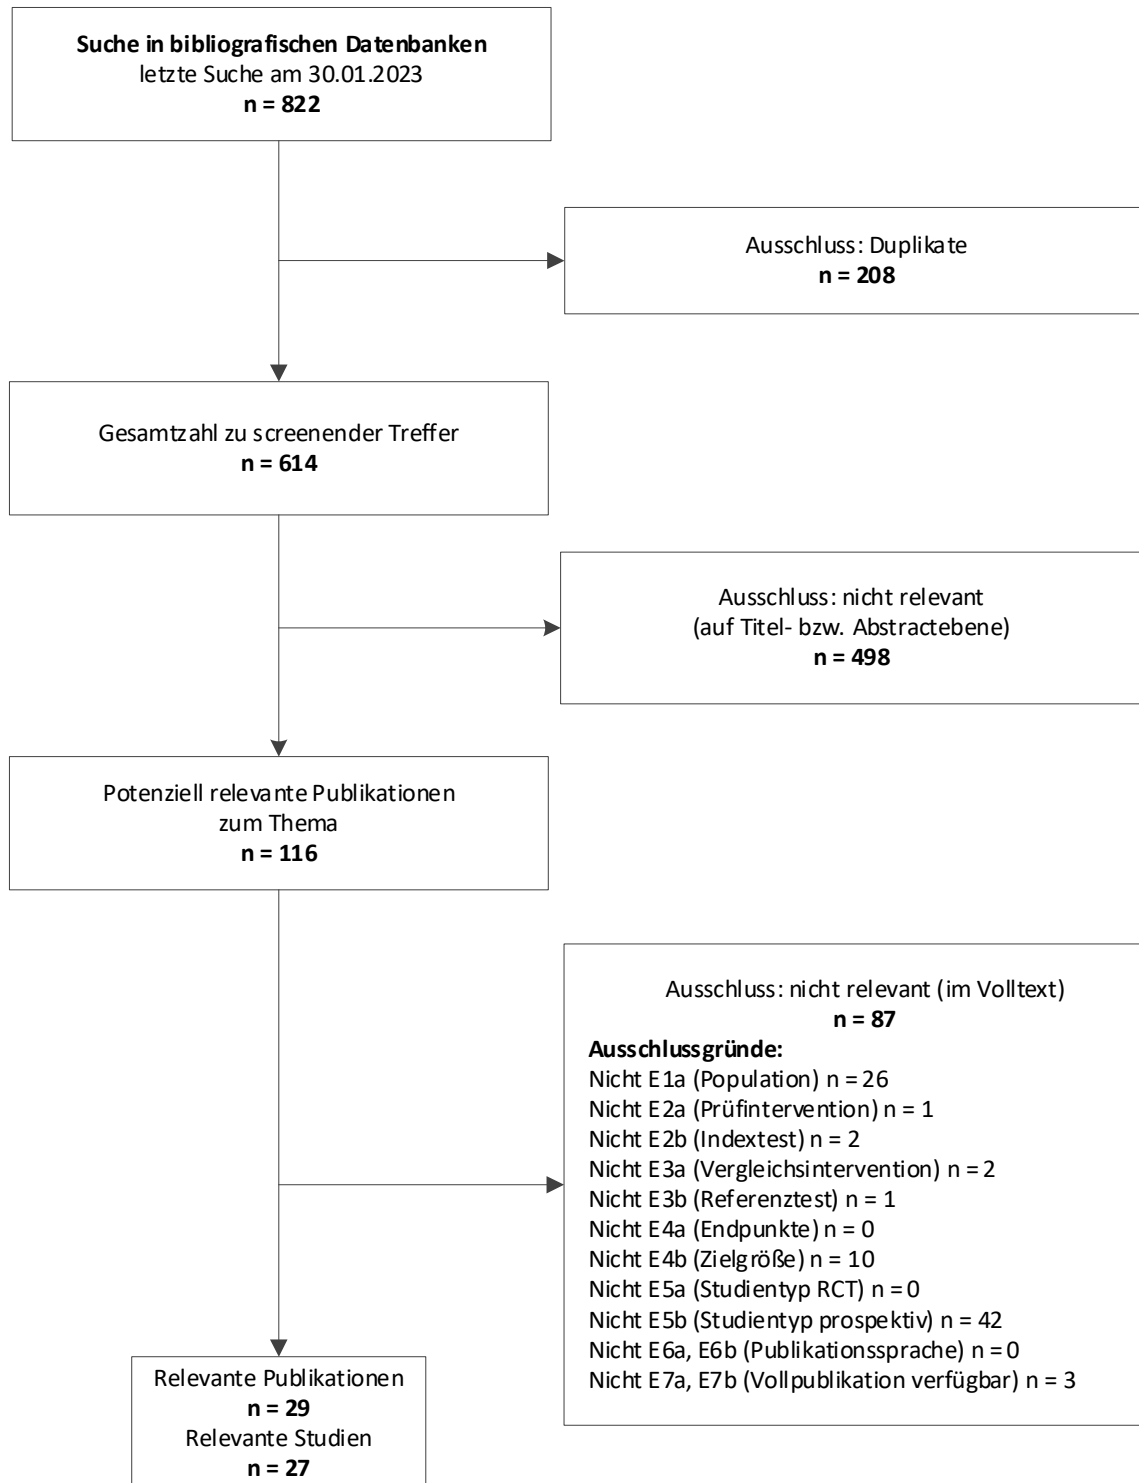 Suche in bibliografischen Datenbanken
letzte Suche am 30.01.2023
n = 822
Ausschluss: Duplikate
n = 208
Gesamtzahl zu screenender Treffer
n = 614
Ausschluss: nicht relevant
(auf Titel- bzw. Abstractebene)
n = 498
Potenziell relevante Publikationen
zum Thema
n = 116
Ausschluss: nicht relevant (im Volltext)
n = 87
Ausschlussgründe:
Nicht E1a (Population) n = 26
Nicht E2a (Prüfintervention) n = 1
Nicht E2b (Indextest) n = 2
Nicht E3a (Vergleichsintervention) n = 2
Nicht E3b (Referenztest) n = 1
Nicht E4a (Endpunkte) n = 0
Nicht E4b (Zielgröße) n = 10
Nicht E5a (Studientyp RCT) n = 0
Nicht E5b (Studientyp prospektiv) n = 42
Nicht E6a, E6b (Publikationssprache) n = 0
Nicht E7a, E7b (Vollpublikation verfügbar) n = 3
Relevante Publikationen
n = 29
Relevante Studien
n = 27